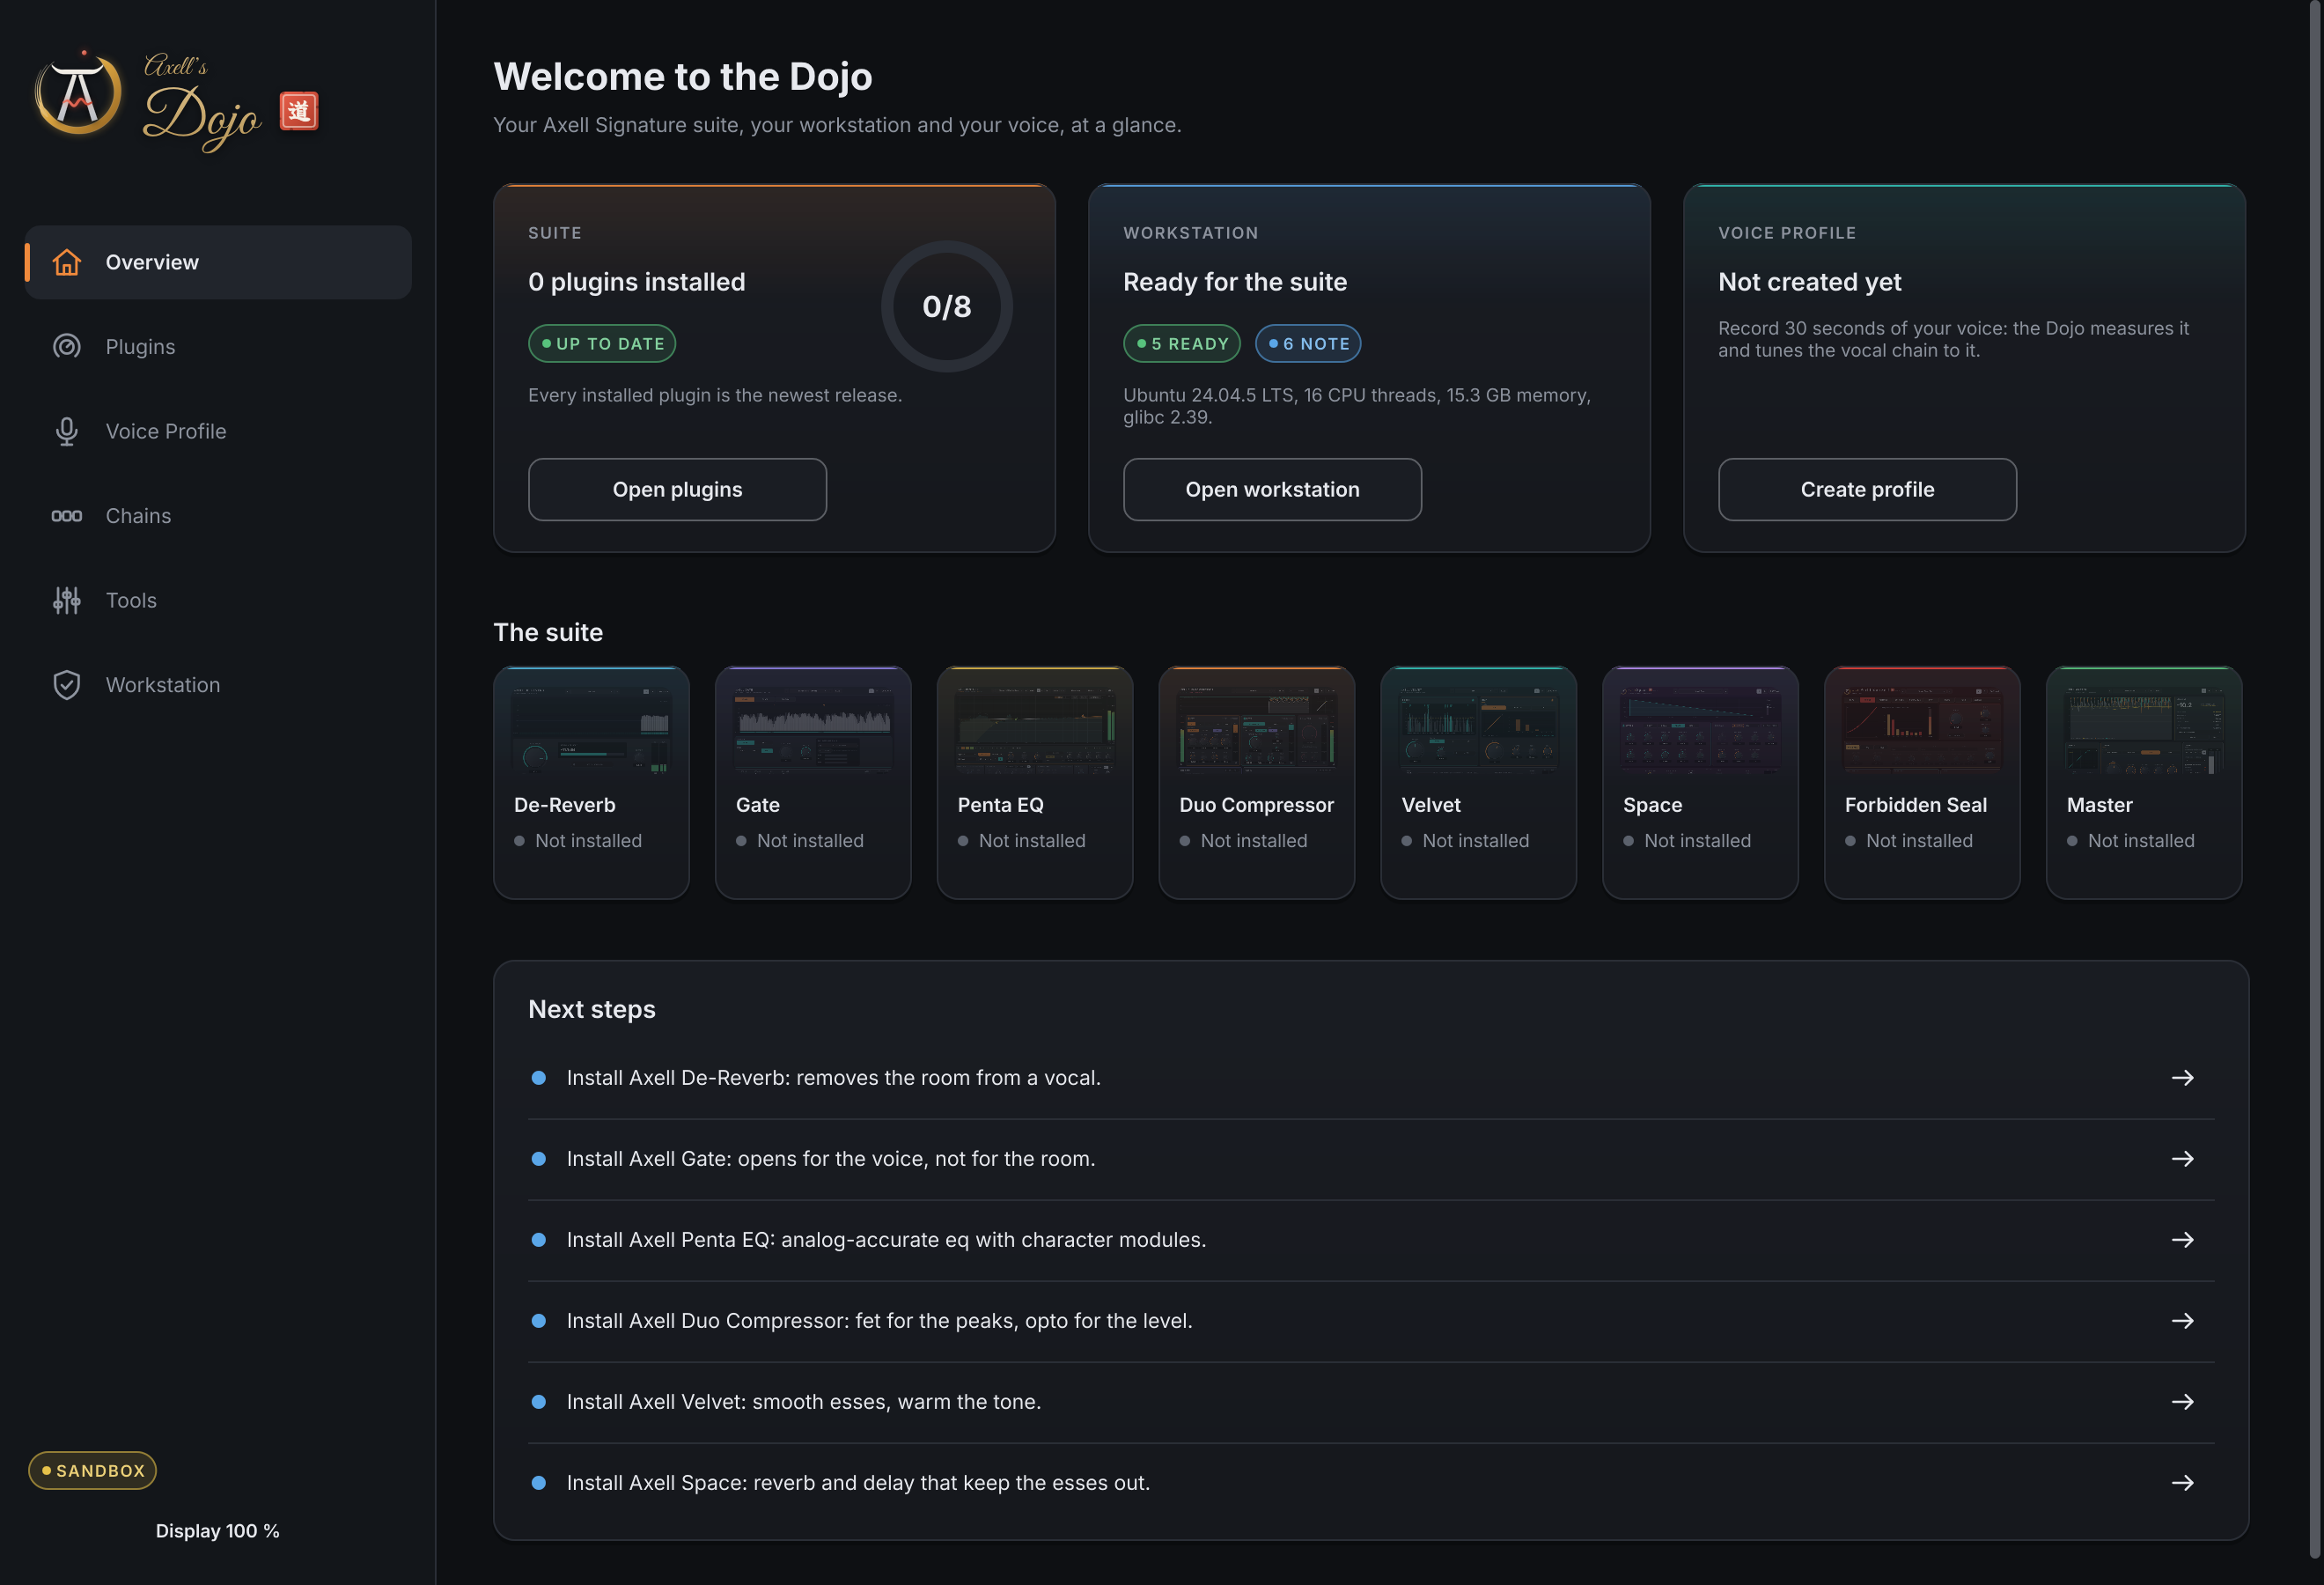 Axell's
Dojo
道
Overview
Plugins
Voice Profile
Chains
Tools
Workstation
SANDBOX
Display 100 %
Welcome to the Dojo
Your Axell Signature suite, your workstation and your voice, at a glance.
SUITE
0 plugins installed
0/8
UP TO DATE
Every installed plugin is the newest release.
Open plugins
WORKSTATION
Ready for the suite
5 READY
6 NOTE
Ubuntu 24.04.5 LTS, 16 CPU threads, 15.3 GB memory,
glibc 2.39.
Open workstation
VOICE PROFILE
Not created yet
Record 30 seconds of your voice: the Dojo measures it
and tunes the vocal chain to it.
Create profile
The suite
De-Reverb
Not installed
Gate
Not installed
Penta EQ
Not installed
Duo Compressor
Not installed
Velvet
Not installed
Space
Not installed
Forbidden Seal
Not installed
Master
Not installed
Next steps
Install Axell De-Reverb: removes the room from a vocal.
Install Axell Gate: opens for the voice, not for the room.
Install Axell Penta EQ: analog-accurate eq with character modules.
Install Axell Duo Compressor: fet for the peaks, opto for the level.
Install Axell Velvet: smooth esses, warm the tone.
Install Axell Space: reverb and delay that keep the esses out.